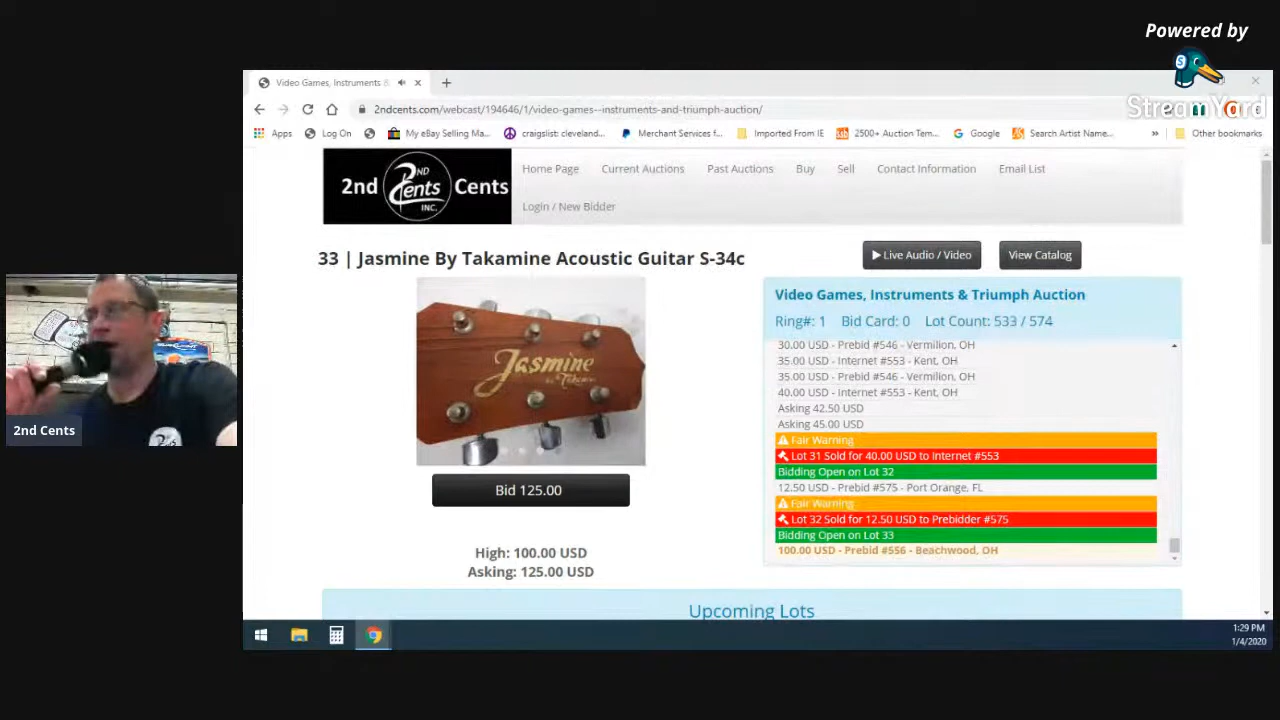 Powered by
StreamYard
Video Games, Instruments &
2ndcents.com/webcast/194646/1/video-games--instruments-and-triumph-auction/
Apps
Log On
My eBay Selling Ma...
craigslist: cleveland...
Merchant Services f...
Imported From IE
2500+ Auction Tem...
Google
Search Artist Name...
»
Other bookmarks
2nd 2ND Cents INC. Cents
Home Page
Current Auctions
Past Auctions
Buy
Sell
Contact Information
Email List
Login / New Bidder
33 | Jasmine By Takamine Acoustic Guitar S-34c
Live Audio / Video
View Catalog
Jasmine
Bid 125.00
High: 100.00 USD
Asking: 125.00 USD
Video Games, Instruments & Triumph Auction
Ring#: 1 Bid Card: 0 Lot Count: 533 / 574
30.00 USD - Prebid #546 - Vermilion, OH
35.00 USD - Internet #553 - Kent, OH
35.00 USD - Prebid #546 - Vermilion, OH
40.00 USD - Internet #553 - Kent, OH
Asking 42.50 USD
Asking 45.00 USD
Fair Warning
Lot 31 Sold for 40.00 USD to Internet #553
Bidding Open on Lot 32
12.50 USD - Prebid #575 - Port Orange, FL
Fair Warning
Lot 32 Sold for 12.50 USD to Prebidder #575
Bidding Open on Lot 33
100.00 USD - Prebid #556 - Beachwood, OH
Upcoming Lots
2nd Cents
1:29 PM
1/4/2020